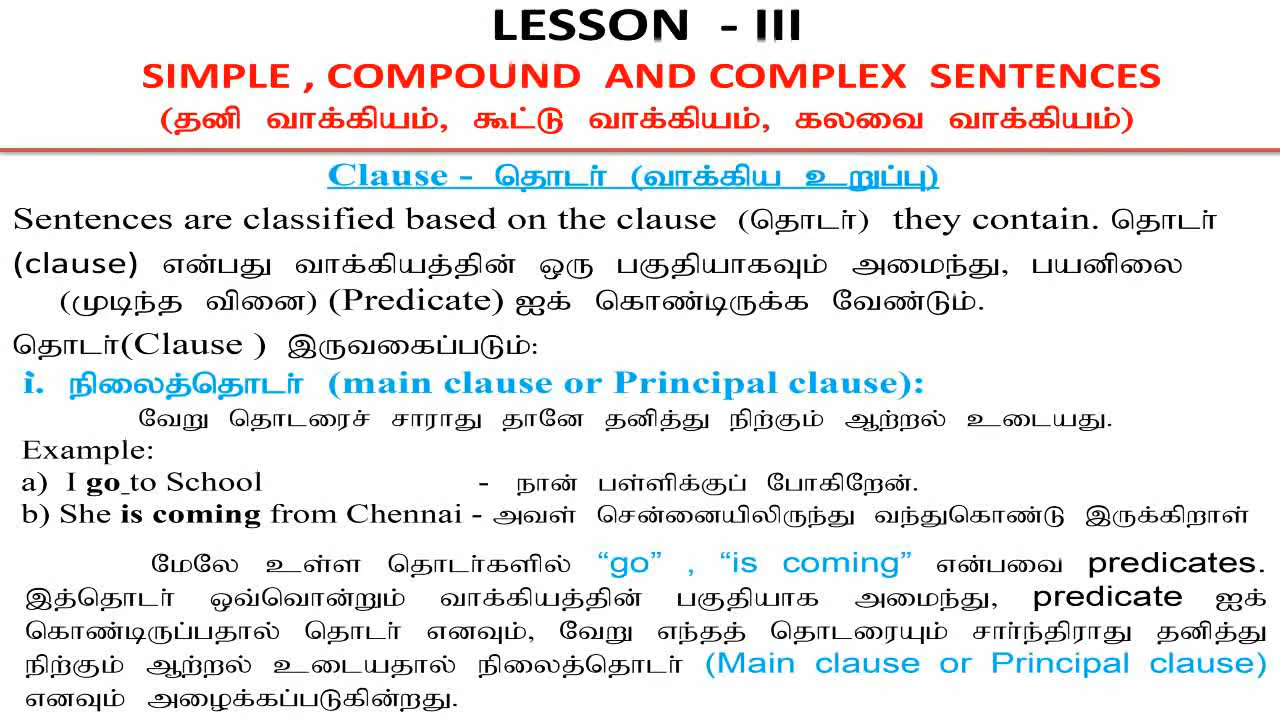 LESSON - III
SIMPLE , COMPOUND AND COMPLEX SENTENCES
(தனி வாக்கியம், கூட்டு வாக்கியம், கலவை வாக்கியம்)
Clause - தொடர் (வாக்கிய உறுப்பு)
Sentences are classified based on the clause (தொடர்) they contain. தொடர்
(clause) என்பது வாக்கியத்தின் ஒரு பகுதியாகவும் அமைந்து, பயனிலை
(முடிந்த வினை) (Predicate) ஐக் கொண்டிருக்க வேண்டும்.
தொடர்(Clause ) இருவகைப்படும்:
i. நிலைத்தொடர் (main clause or Principal clause):
வேறு தொடரைச் சாராது தானே தனித்து நிற்கும் ஆற்றல் உடையது.
Example:
a) I go to School - நான் பள்ளிக்குப் போகிறேன்.
b) She is coming from Chennai - அவள் சென்னையிலிருந்து வந்துகொண்டு இருக்கிறாள்
மேலே உள்ள தொடர்களில் “go” , “is coming” என்பவை predicates.
இத்தொடர் ஒவ்வொன்றும் வாக்கியத்தின் பகுதியாக அமைந்து, predicate ஐக்
கொண்டிருப்பதால் தொடர் எனவும், வேறு எந்தத் தொடரையும் சார்ந்திராது தனித்து
நிற்கும் ஆற்றல் உடையதால் நிலைத்தொடர் (Main clause or Principal clause)
எனவும் அழைக்கப்படுகின்றது.